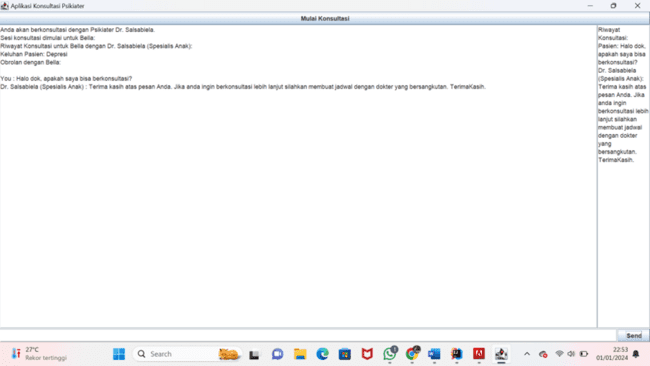 Aplikasi Konsultasi Psikiater
Mulai Konsultasi
Anda akan berkonsultasi dengan Psikiater Dr. Salsabiela.
Sesi konsultasi dimulai untuk Bella:
Riwayat Konsultasi untuk Bella dengan Dr. Salsabiela (Spesialis Anak):
Keluhan Pasien: Depresi
Obrolan dengan Bella:
You : Halo dok, apakah saya bisa berkonsultasi?
Dr. Salsabiela (Spesialis Anak) : Terima kasih atas pesan Anda. Jika anda ingin berkonsultasi lebih lanjut silahkan membuat jadwal dengan dokter yang bersangkutan. TerimaKasih.
Riwayat
Konsultasi:
Pasien: Halo dok,
apakah saya bisa
berkonsultasi?
Dr. Salsabiela
(Spesialis Anak):
Terima kasih atas
pesan Anda. Jika
anda ingin
berkonsultasi lebih
lanjut silahkan
membuat jadwal
dengan dokter
yang
bersangkutan.
TerimaKasih.
Send
27°C
Rekor tertinggi
Search
22:53
01/01/2024